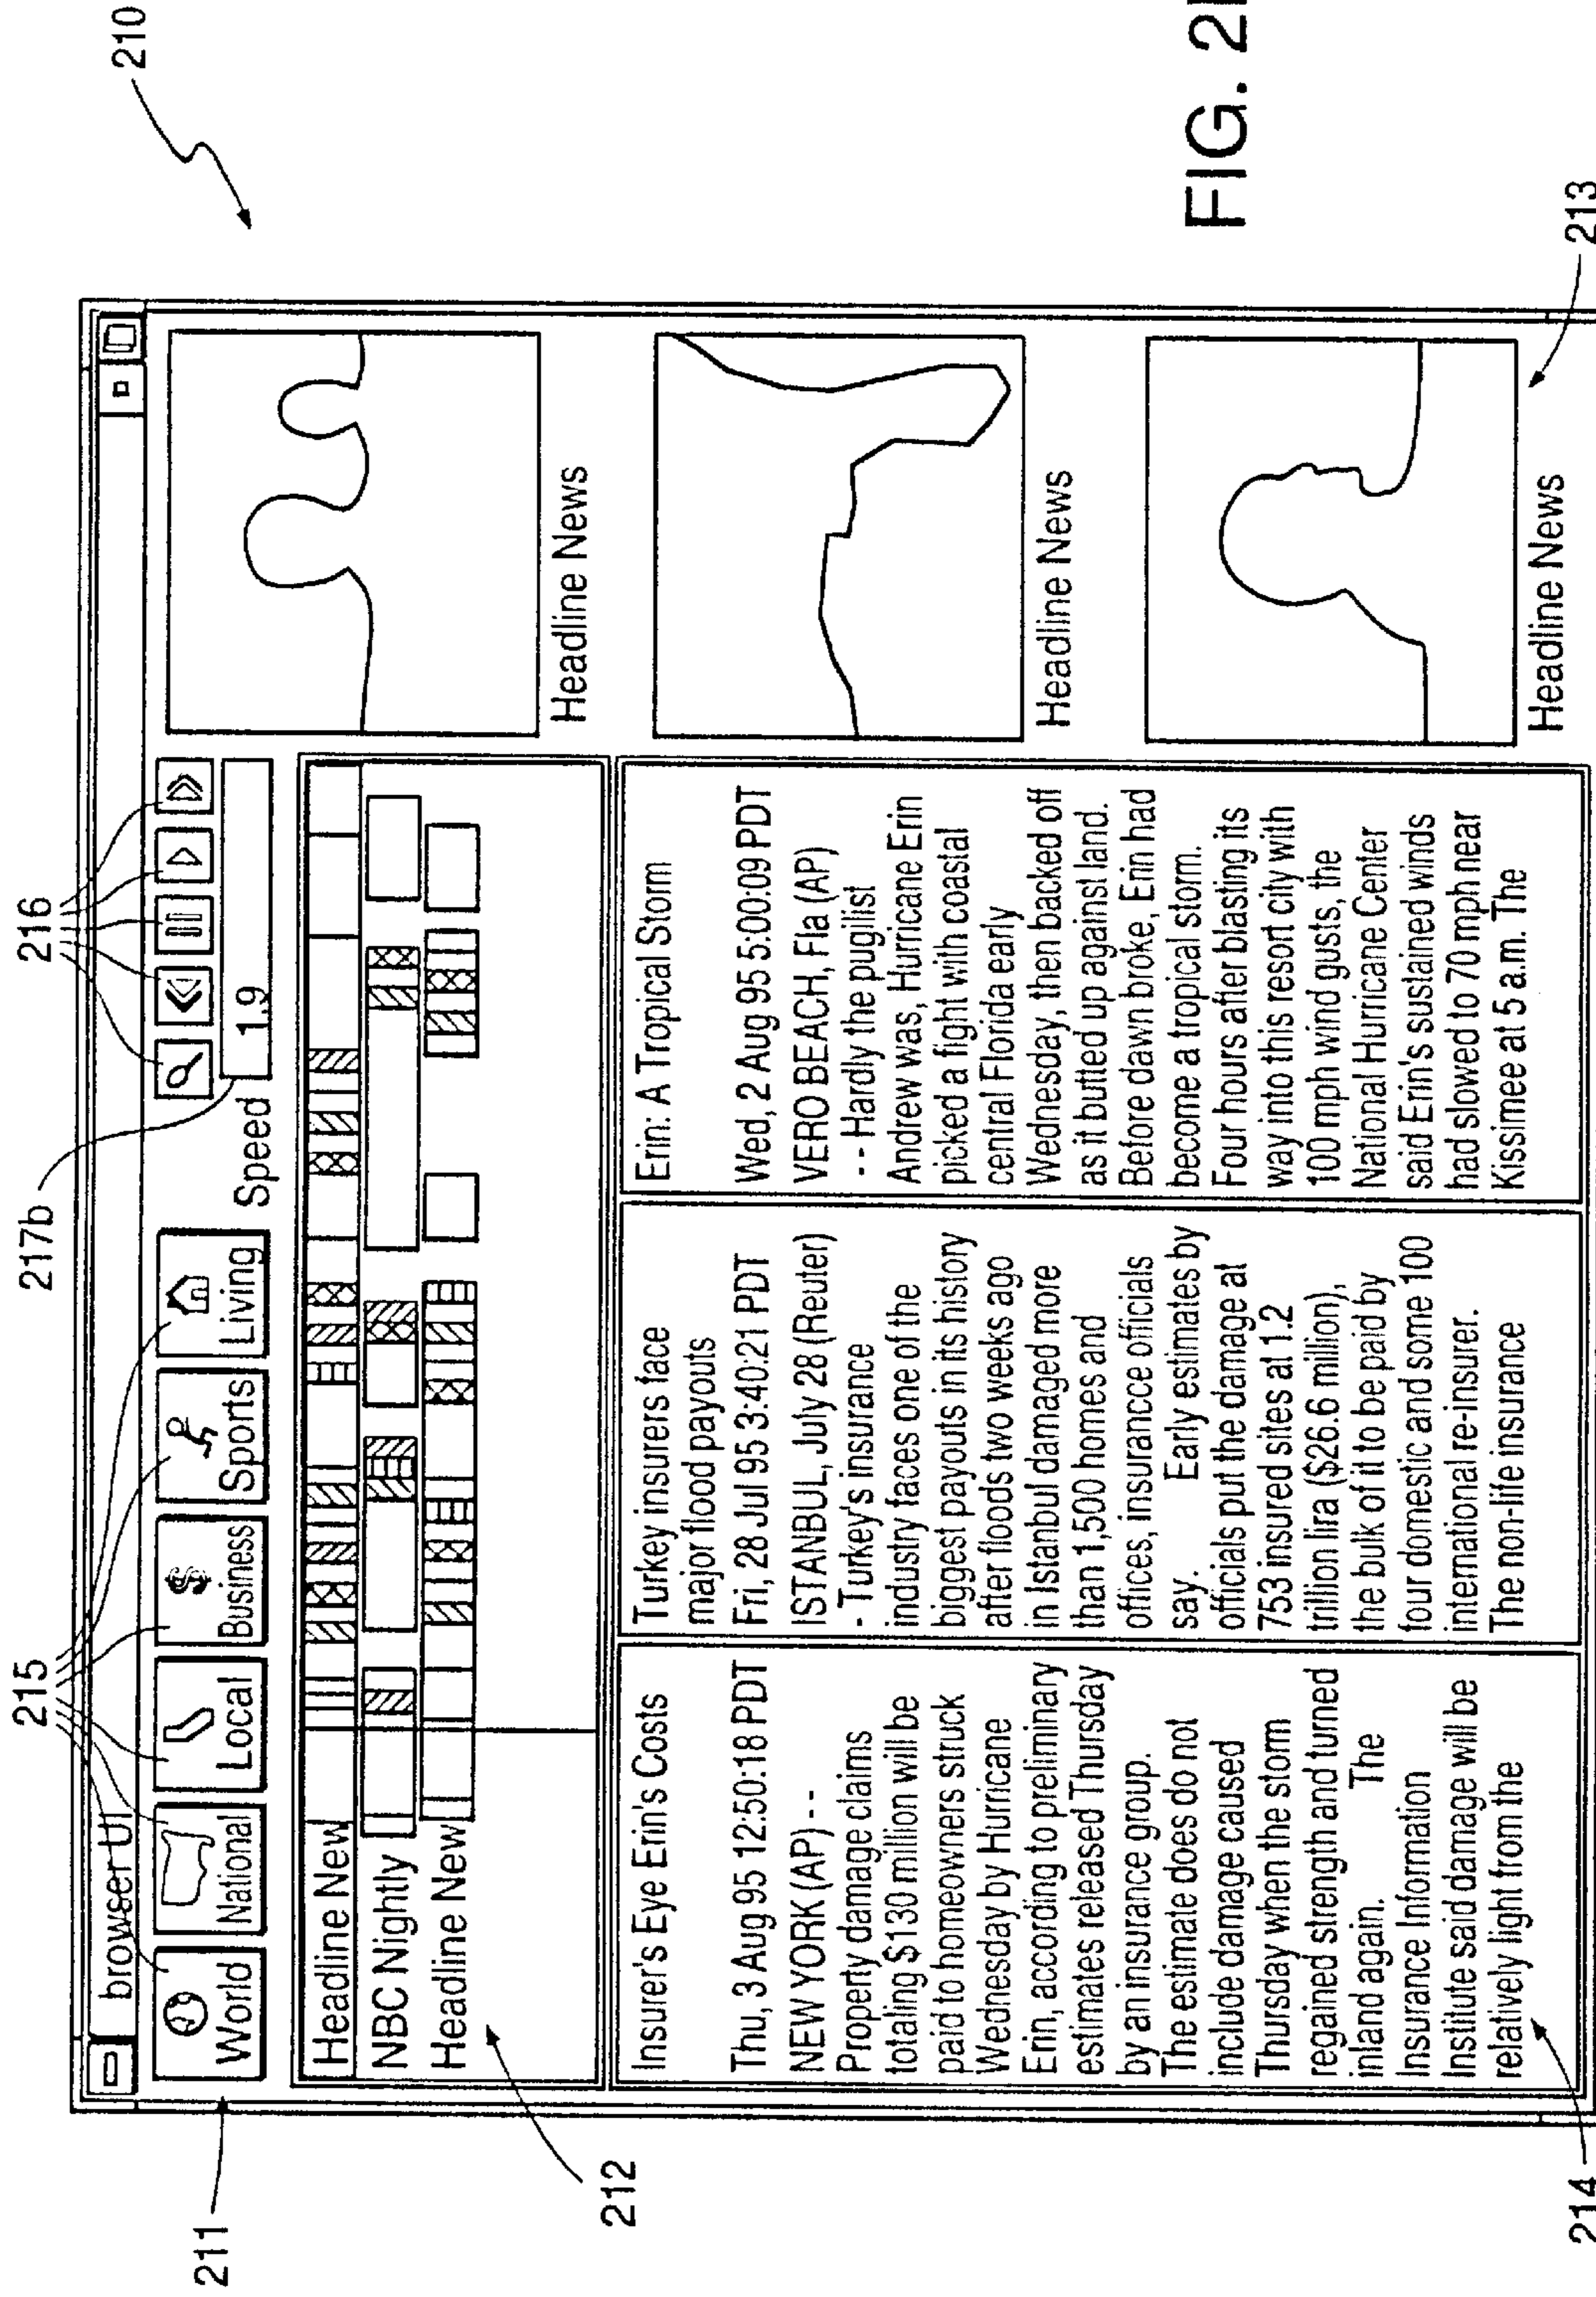 215
217b
216
210
211
browser UI
World
National
Local
Business
Sports
Living
Speed
1.9
Headline New
NBC Nightly
Headline New
212
Insurer's Eye Erin's Costs
Thu, 3 Aug 95 12:50:18 PDT
NEW YORK (AP) - -
Property damage claims
totaling $130 million will be
paid to homeowners struck
Wednesday by Hurricane
Erin, according to preliminary
estimates released Thursday
by an insurance group.
The estimate does do not
include damage caused
Thursday when the storm
regained strength and turned
inland again. The
Insurance Information
Institute said damage will be
relatively light from the
214
Turkey insurers face
major flood payouts
Fri, 28 Jul 95 3:40:21 PDT
ISTANBUL, July 28 (Reuter)
- Turkey's insurance
industry faces one of the
biggest payouts in its history
after floods two weeks ago
in Istanbul damaged more
than 1,500 homes and
offices, insurancce officials
say. Early estimates by
officials put the damage at
753 insured sites at 1.2
trillion lira ($26.6 million),
the bulk of it to be paid by
four domestic and some 100
international re-insurer.
The non-life insurance
Erin: A Tropical Storm
Wed, 2 Aug 95 5:00:09 PDT
VERO BEACH, Fla (AP)
- - Hardly the pugilist
Andrew was, Hurricane Erin
picked a fight with coastal
central Florida early
Wednesday, then backed off
as it butted up against land.
Before dawn broke, Erin had
become a tropical storm.
Four hours after blasting its
way into this resort city with
100 mph wind gusts, the
National Hurricane Center
said Erin's sustained winds
had slowed to 70 mph near
Kissimee at 5 a.m. The
Headline News
Headline News
Headline News
213
FIG.